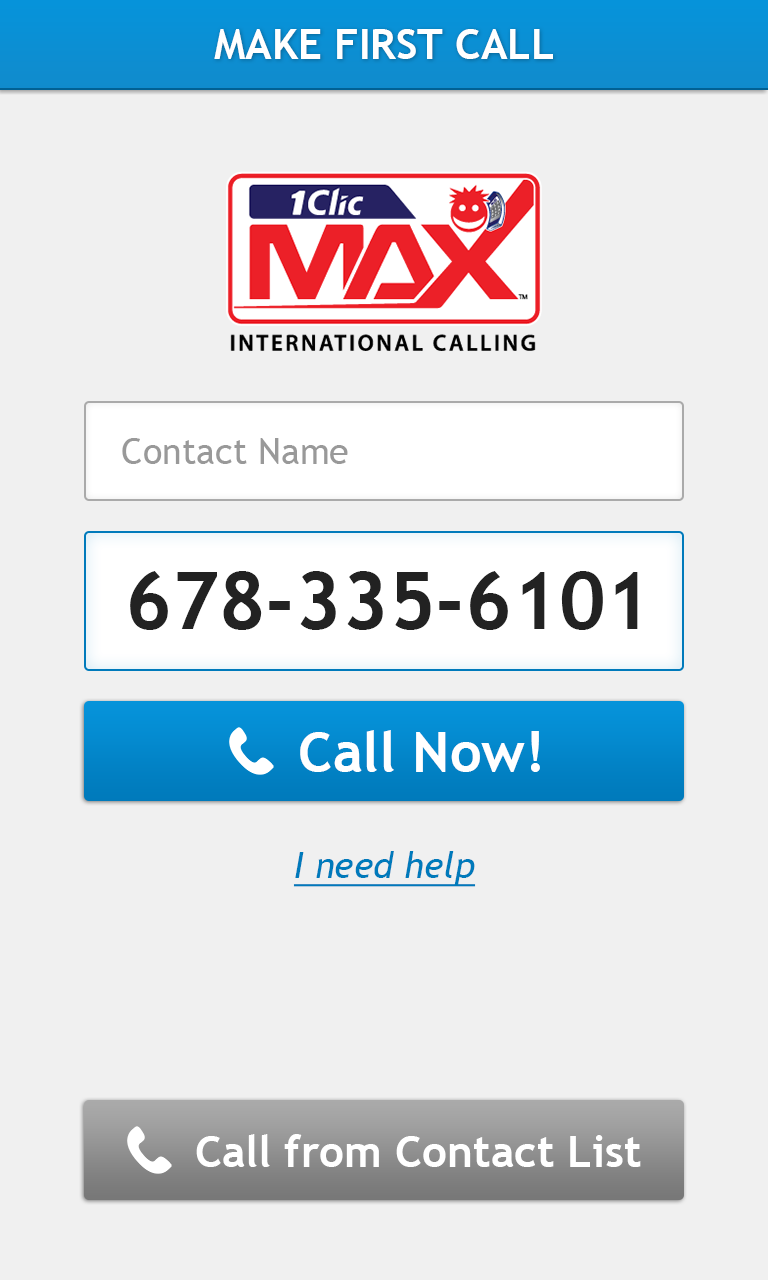 MAKE FIRST CALL
1Clic
MAX™
INTERNATIONAL CALLING
Contact Name
678-335-6101
Call Now!
I need help
Call from Contact List